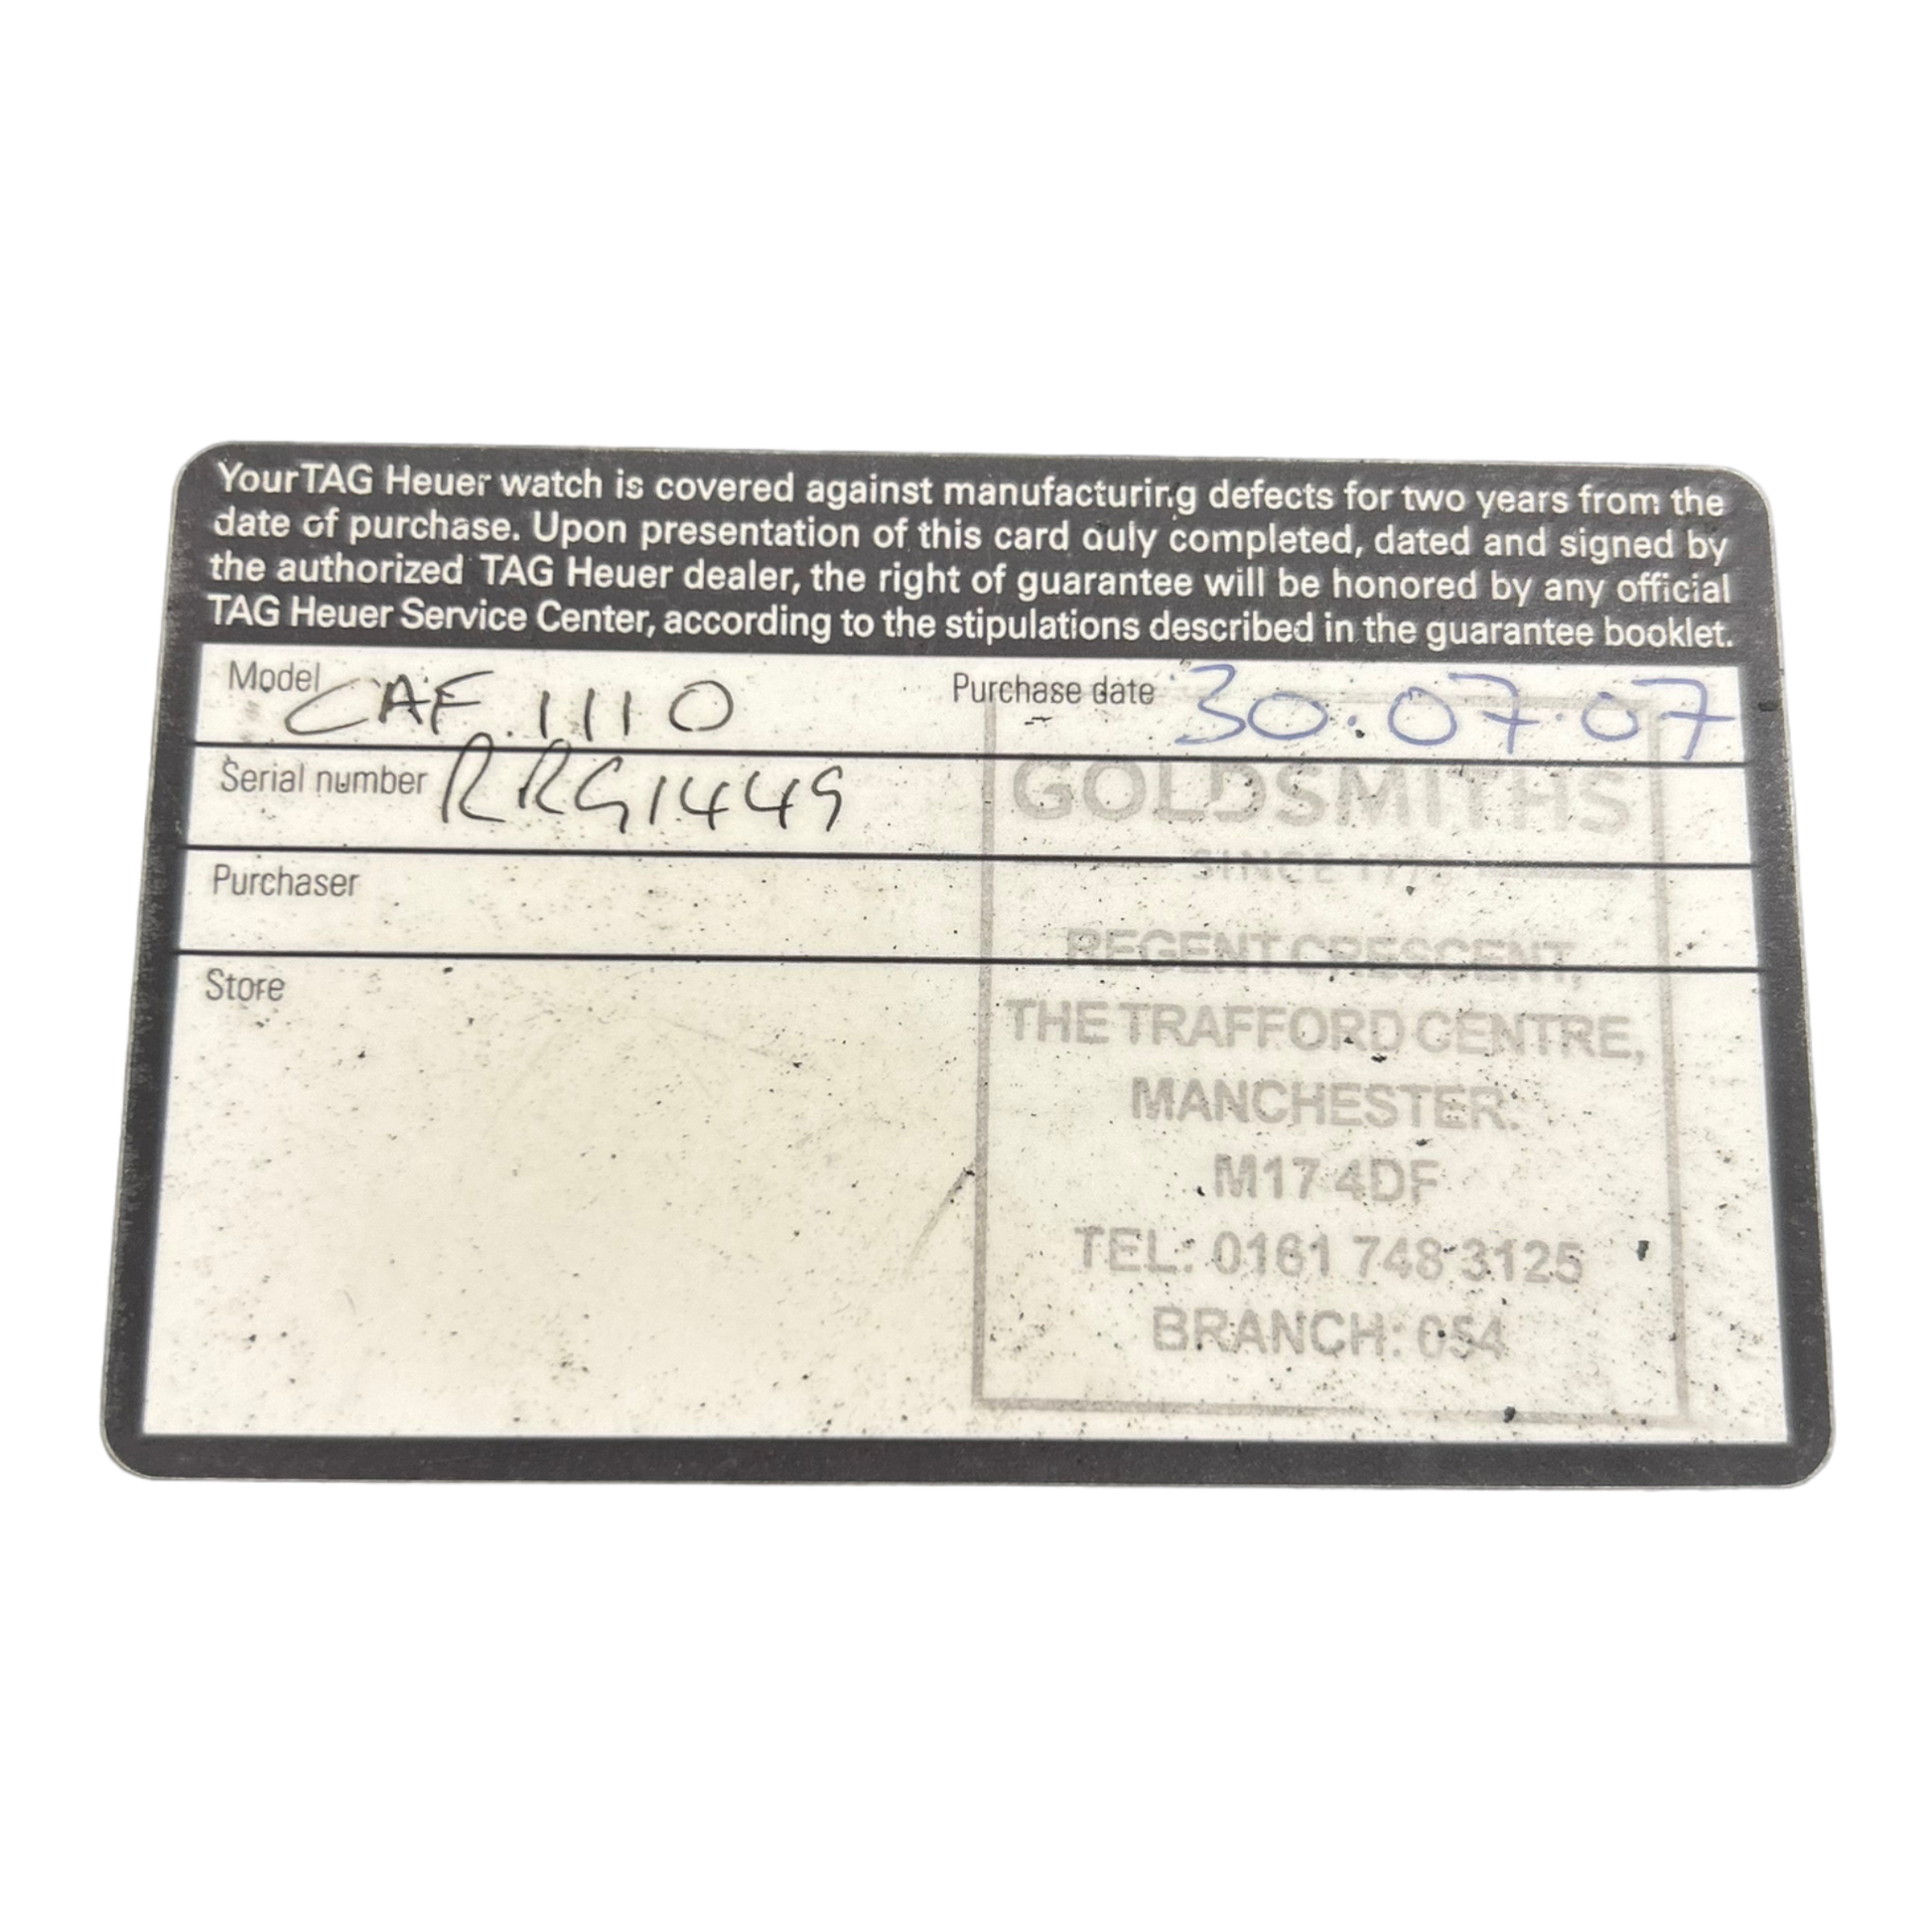 Your TAG Heuer watch is covered against manufacturing defects for two years from the
date of purchase. Upon presentation of this card duly completed, dated and signed by
the authorized TAG Heuer dealer, the right of guarantee will be honored by any official
TAG Heuer Service Center, according to the stipulations described in the guarantee booklet.
Model CAF.1110 Purchase date 30.07.07
Serial number
Purchaser
Store
GOLDSMITHS
SINCE
REGENT CRESCENT,
THE TRAFFORD CENTRE,
MANCHESTER.
M17 4DF
TEL: 0161 748 3125
BRANCH: 054